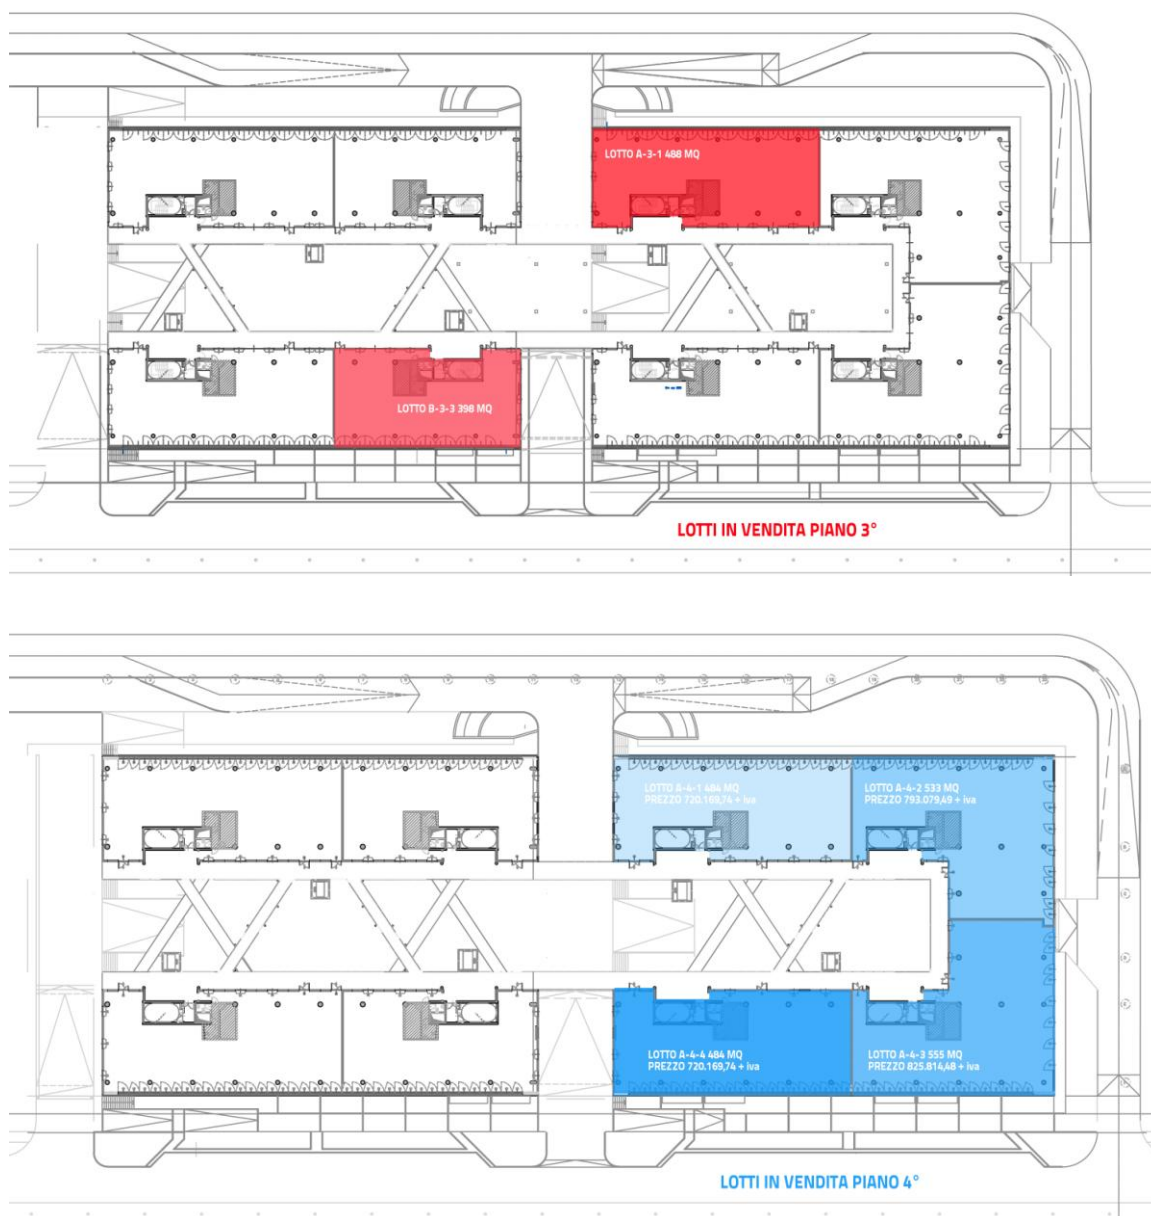 LOTTO A-3-1 488 MQ
LOTTO B-3-3 398 MQ
LOTTI IN VENDITA PIANO 3°
LOTTO A-4-1 484 MQ
PREZZO 720.169,74 + iva
LOTTO A-4-2 533 MQ
PREZZO 793.079,49 + iva
LOTTO A-4-4 484 MQ
PREZZO 720.169,74 + iva
LOTTO A-4-3 555 MQ
PREZZO 825.814,48 + iva
LOTTI IN VENDITA PIANO 4°